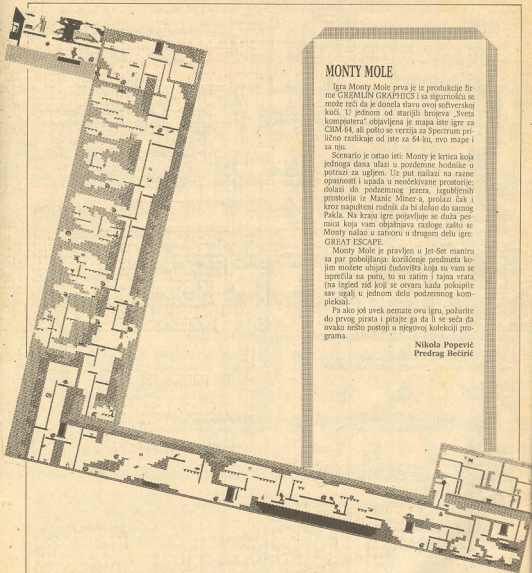 MONTY MOLE
Igra Monty Mole prva je iz produkcije fir-
me GREMLIN GRAPHICS i sa sigurnošću se
može reći da je donela slavu ovoj softverskoj
kući. U jednom od starijih brojeva „Sveta
kompjutera" objavljena je mapa iste igre za
CBM-64, ali pošto se verzija za Spectrum pri-
lično razlikuje od iste za 64-ku, evo mape i
za nju.
Scenario je ostao isti: Monty je krtica koja
jednoga dana ulazi u pozdemne hodnike u
potrazi za ugljem. Uz put nailazi na razne
opasnosti i upada u neočekivane prostorije:
dolazi do podzemnog jezera, izgubljenih
prostorija iz Manic Miner-a, prolazi čak i
kroz napušteni rudnik da bi došao do samog
Pakla. Na kraju igre pojavljuje se duža pes-
mica koja vam objašnjava razloge zašto se
Monty našao u zatvoru u drugom delu igre:
GREAT ESCAPE.
Monty Mole je pravljen u Jet-Set maniru
sa par poboljšanja: korišćenje predmeta ko-
jim možete ubijati čudovišta koja su vam se
isprečila na putu, tu su zatim i tajna vrata
(na izgled zid koji se otvara kada pokupite
sav ugalj u jednom delu podzemnog kom-
pleksa).
Pa ako još uvek nemate ovu igru, požurite
do prvog pirata i pitajte ga da li se seća da
ovako nešto postoji u njegovoj kolekciji pro-
grama.
Nikola Popević
Predrag Bećirić